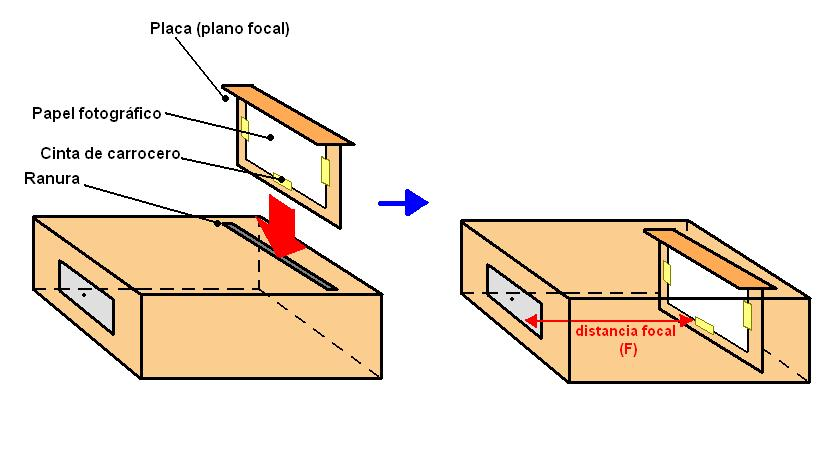 Placa (plano focal)
Papel fotográfico
Cinta de carrocero
Ranura
distancia focal
(F)